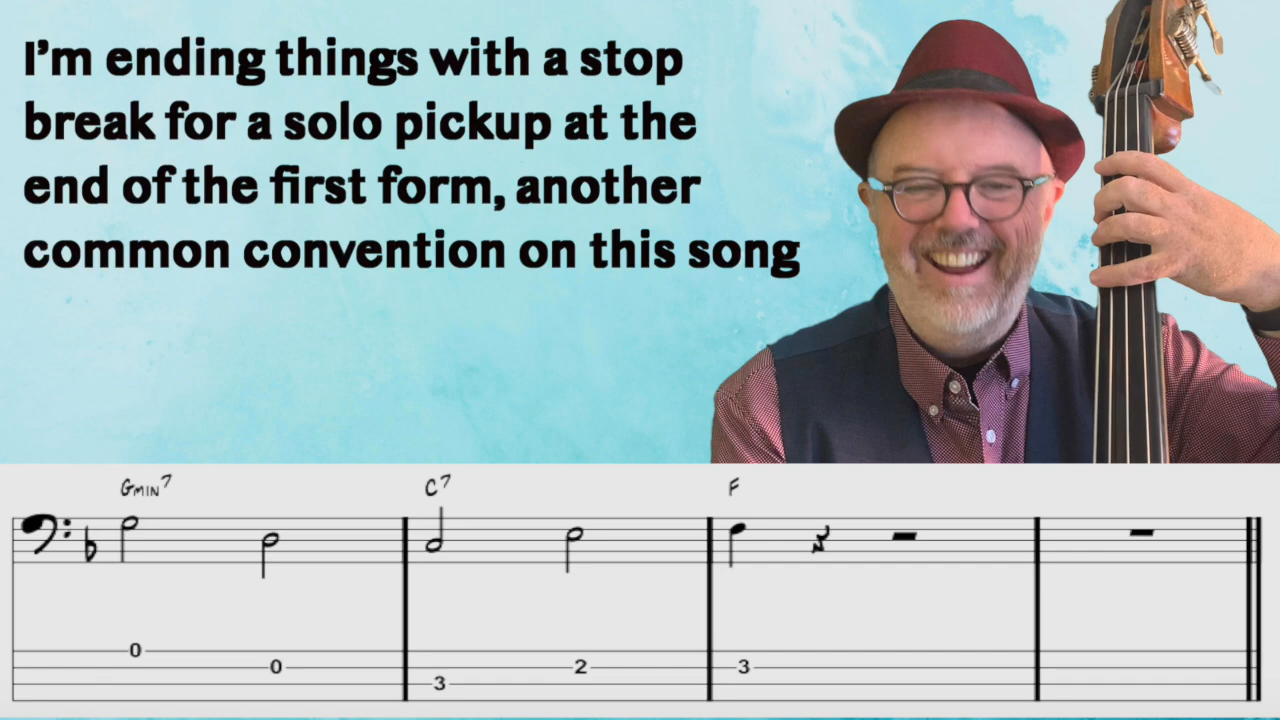 I'm ending things with a stop
break for a solo pickup at the
end of the first form, another
common convention on this song
GMIN7 C7 F
0 0 3 2 3